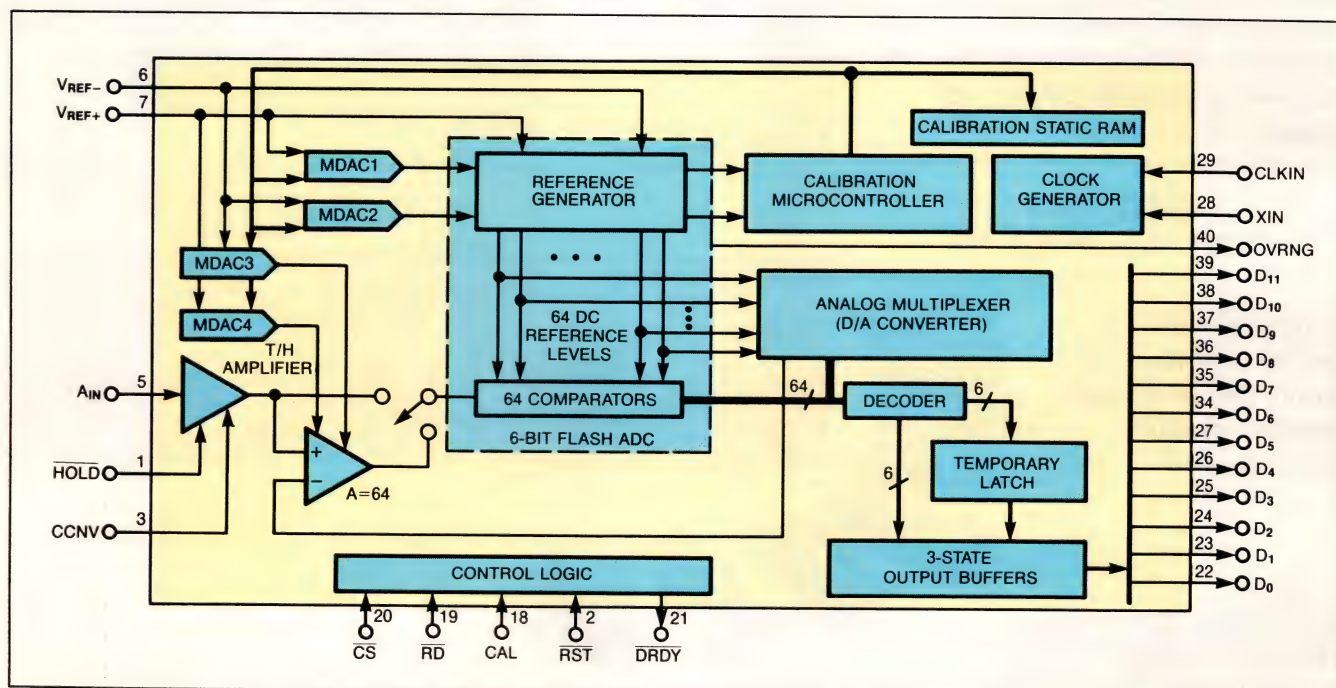 VREF− 6
VREF+ 7
MDAC1
MDAC2
MDAC3
MDAC4
T/H
AMPLIFIER
AIN 5
HOLD 1
CCNV 3
+
−
A=64
REFERENCE
GENERATOR
• • •
64 DC
REFERENCE
LEVELS
64 COMPARATORS
6-BIT FLASH ADC
CALIBRATION
MICROCONTROLLER
CALIBRATION STATIC RAM
CLOCK
GENERATOR
ANALOG MULTIPLEXER
(D/A CONVERTER)
64
DECODER
6
6
TEMPORARY
LATCH
3-STATE
OUTPUT BUFFERS
29 CLKIN
28 XIN
40 OVRNG
39 D11
38 D10
37 D9
36 D8
35 D7
34 D6
27 D5
26 D4
25 D3
24 D2
23 D1
22 D0
CONTROL LOGIC
20 19 18 2 21
CS RD CAL RST DRDY